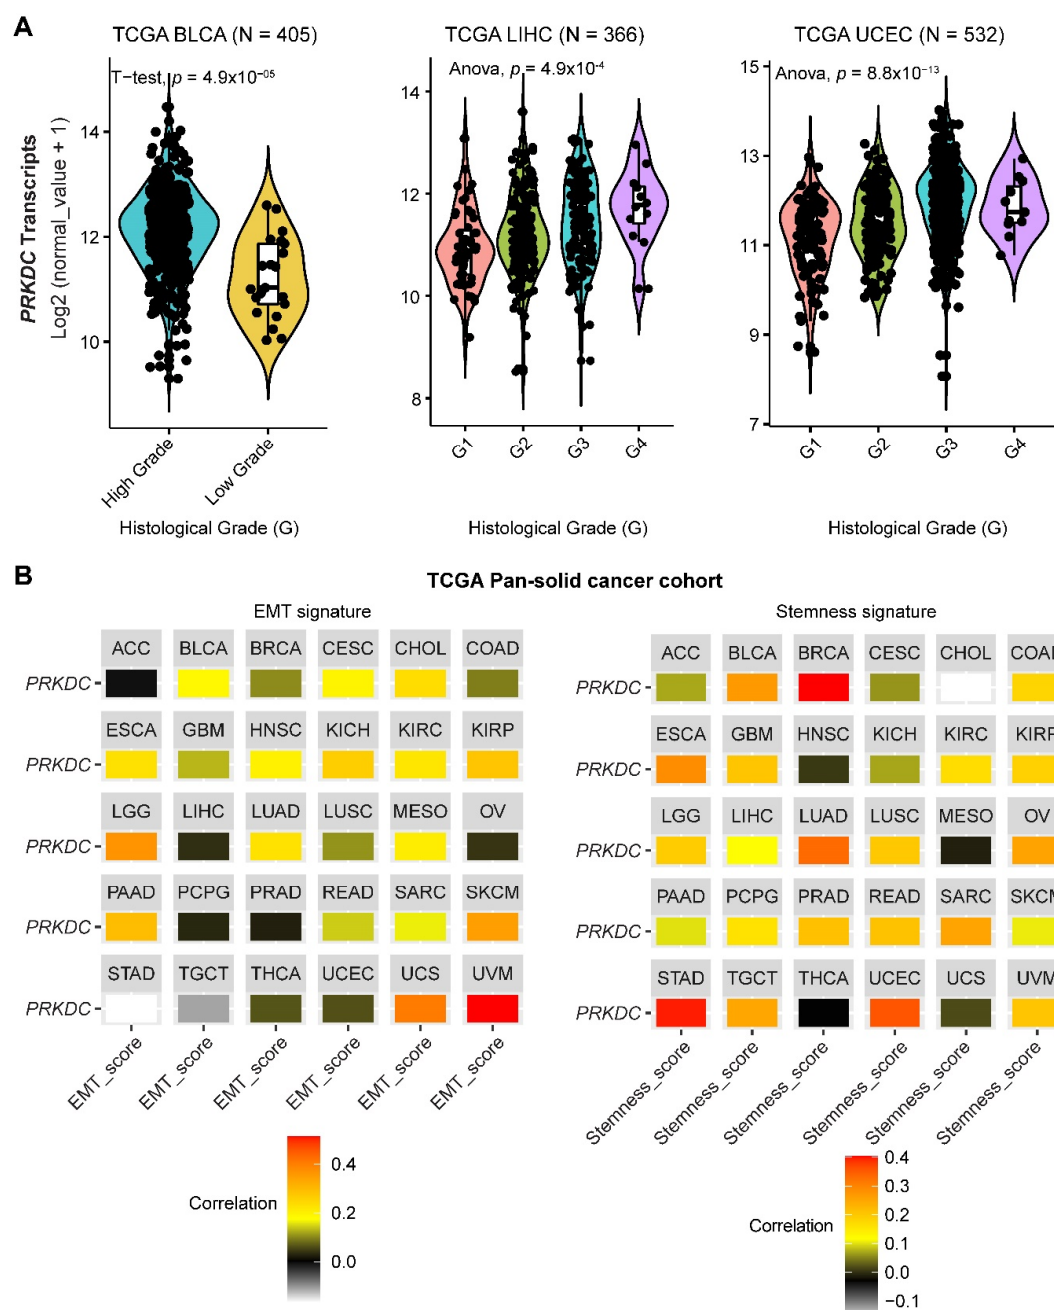 A
TCGA BLCA (N = 405)
TCGA LIHC (N = 366)
TCGA UCEC (N = 532)
T-test, p = 4.9x10⁻⁰⁵
Anova, p = 4.9x10⁻⁴
Anova, p = 8.8x10⁻¹³
PRKDC Transcripts
Log2 (normal_value + 1)
14
12
10
14
12
10
8
15
13
11
9
7
High Grade
Low Grade
G1
G2
G3
G4
G1
G2
G3
G4
Histological Grade (G)
Histological Grade (G)
Histological Grade (G)
B
TCGA Pan-solid cancer cohort
EMT signature
ACC BLCA BRCA CESC CHOL COAD
PRKDC
ESCA GBM HNSC KICH KIRC KIRP
PRKDC
LGG LIHC LUAD LUSC MESO OV
PRKDC
PAAD PCPG PRAD READ SARC SKCM
PRKDC
STAD TGCT THCA UCEC UCS UVM
PRKDC
EMT_score EMT_score EMT_score EMT_score EMT_score EMT_score
Correlation
0.4
0.2
0.0
Stemness signature
ACC BLCA BRCA CESC CHOL COAD
PRKDC
ESCA GBM HNSC KICH KIRC KIRP
PRKDC
LGG LIHC LUAD LUSC MESO OV
PRKDC
PAAD PCPG PRAD READ SARC SKCM
PRKDC
STAD TGCT THCA UCEC UCS UVM
PRKDC
Stemness_score Stemness_score Stemness_score Stemness_score Stemness_score Stemness_score
Correlation
0.4
0.3
0.2
0.1
0.0
−0.1